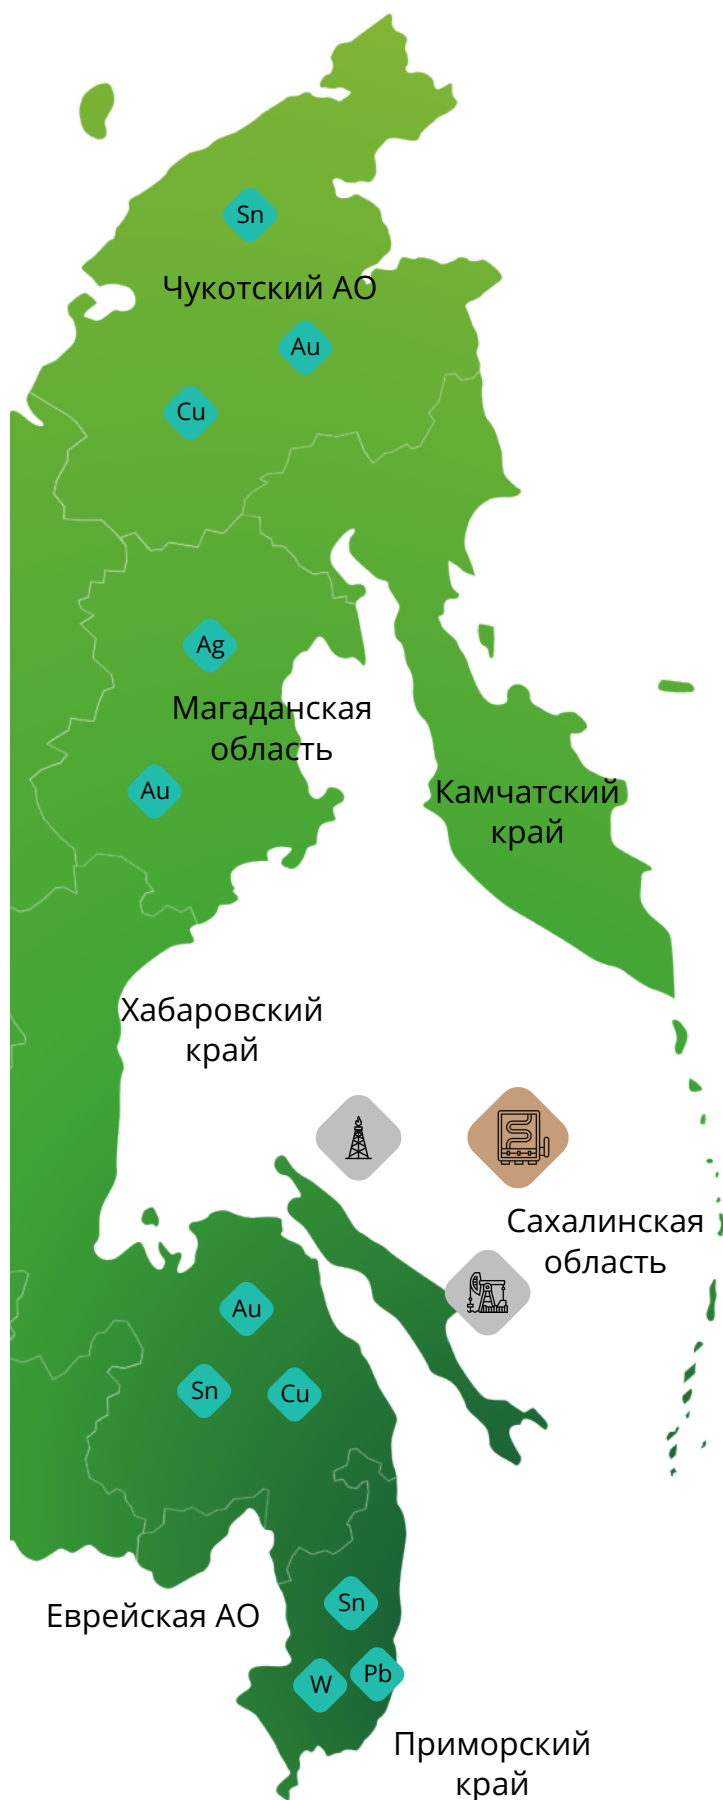 Sn
Чукотский АО
Au
Cu
Ag
Магаданская
область
Au
Камчатский
край
Хабаровский
край
Сахалинская
область
Au
Sn
Cu
Sn
Еврейская АО
Pb
W
Приморский
край